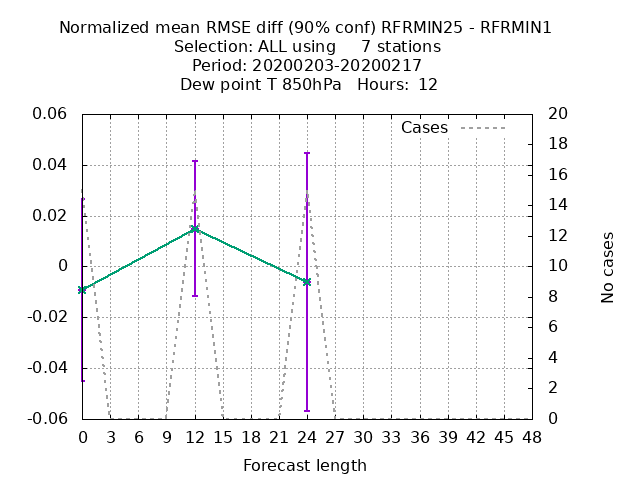 Normalized mean RMSE diff (90% conf) RFRMIN25 - RFRMIN1
Selection: ALL using 7 stations
Period: 20200203-20200217
Dew point T 850hPa Hours: 12
Cases
0.06
0.04
0.02
0
-0.02
-0.04
-0.06
20
18
16
14
12
10
8
6
4
2
0
No cases
0 3 6 9 12 15 18 21 24 27 30 33 36 39 42 45 48
Forecast length